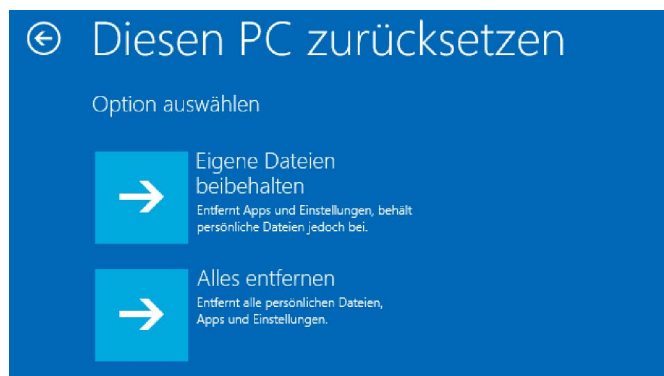 Diesen PC zurücksetzen
Option auswählen
Eigene Dateien
beibehalten
Entfernt Apps und Einstellungen, behält
persönliche Dateien jedoch bei.
Alles entfernen
Entfernt alle persönlichen Dateien,
Apps und Einstellungen.